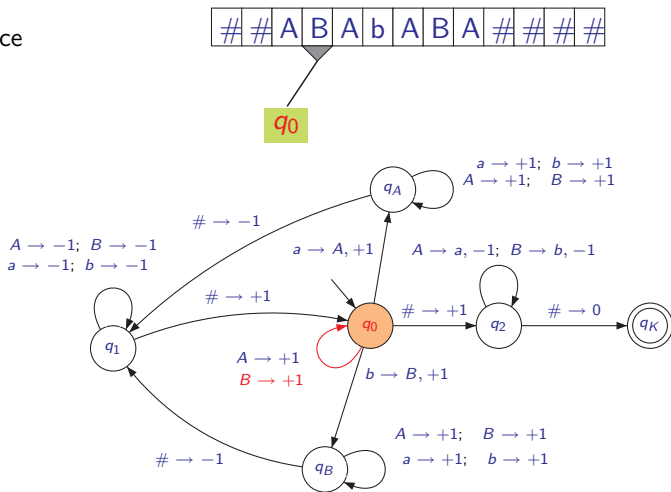 ce
# # A B A b A B A # # # #
q0
qA
a → +1; b → +1
A → +1; B → +1
# → −1
A → −1; B → −1
a → −1; b → −1
a → A, +1
A → a, −1; B → b, −1
# → +1
# → +1
# → 0
q1
q0
q2
qK
A → +1
B → +1
b → B, +1
A → +1; B → +1
a → +1; b → +1
# → −1
qB